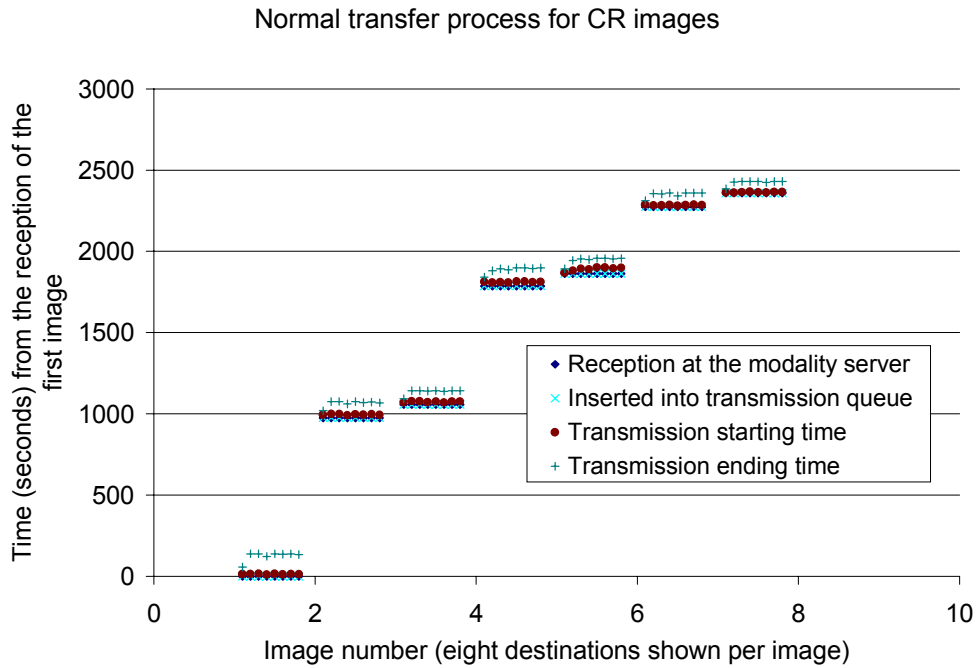 Normal transfer process for CR images
Time (seconds) from the reception of the
first image
3000
2500
2000
1500
1000
500
0
Reception at the modality server
Inserted into transmission queue
Transmission starting time
Transmission ending time
0 2 4 6 8 10
Image number (eight destinations shown per image)